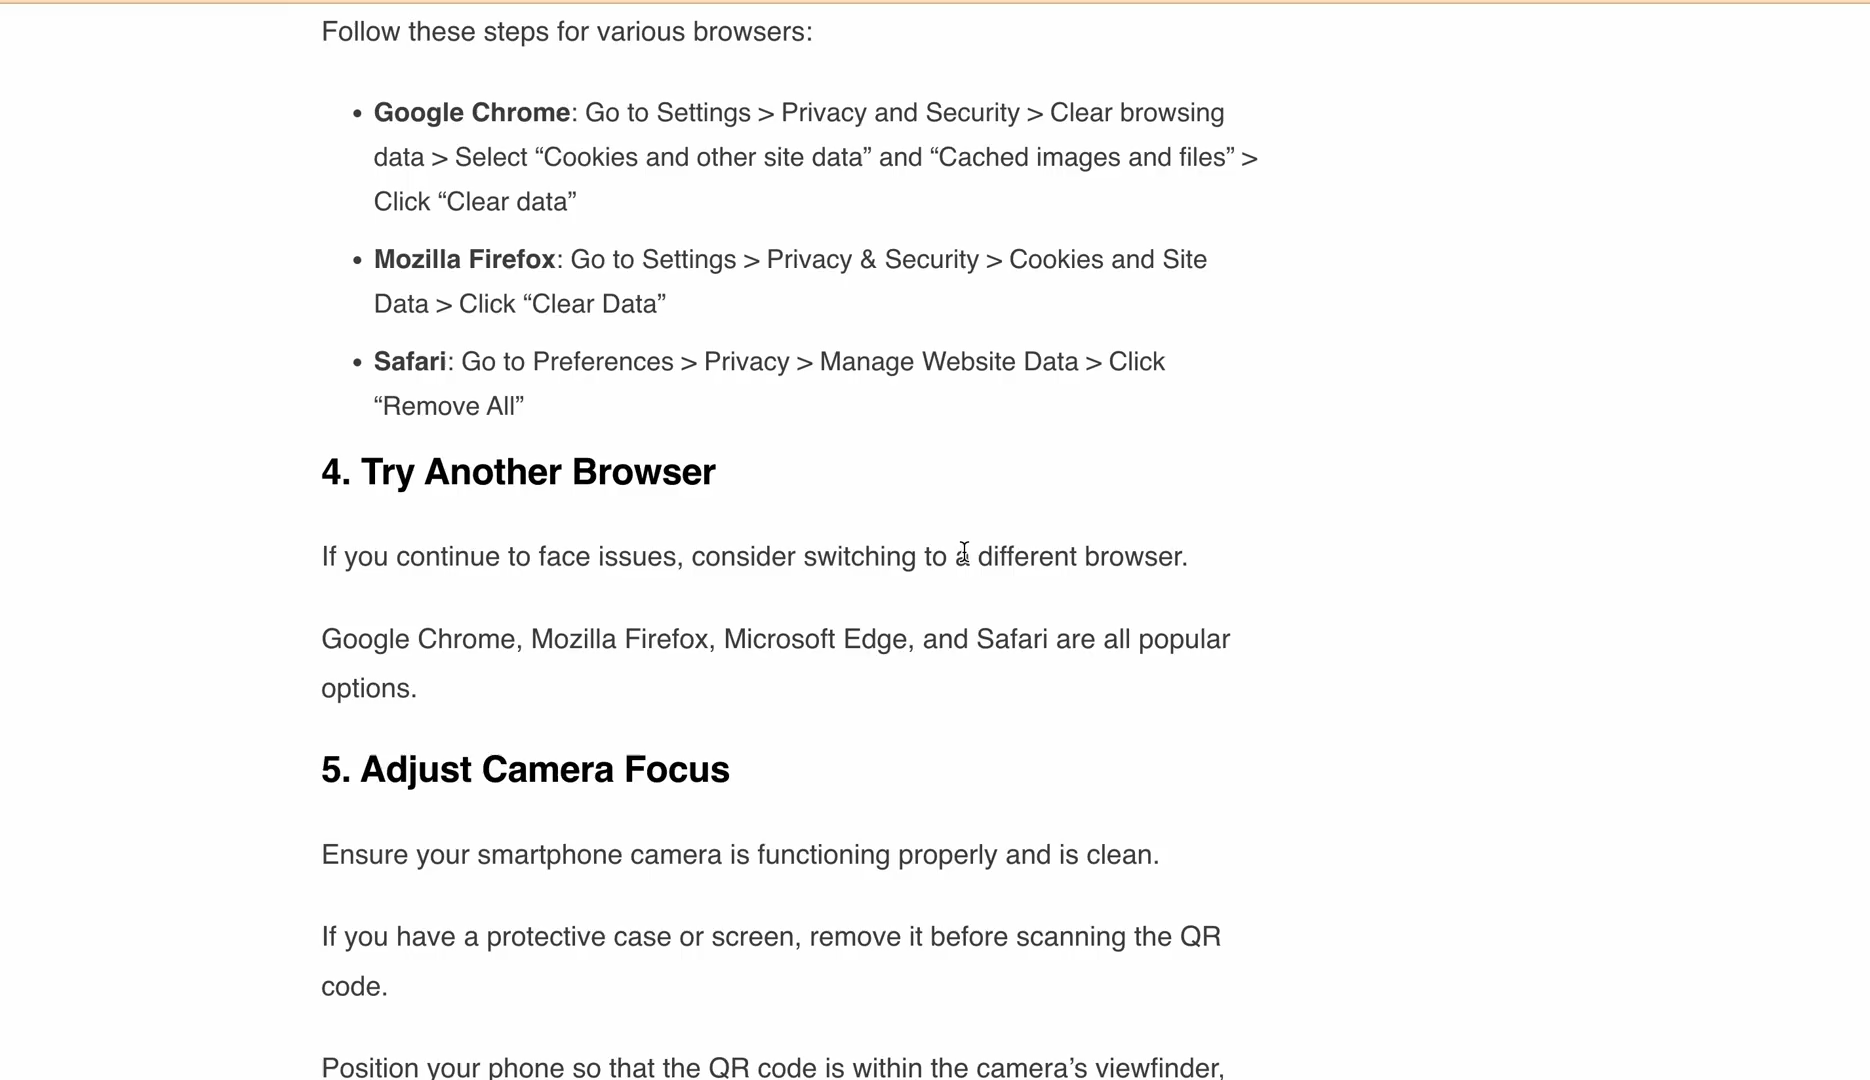 Follow these steps for various browsers:
• Google Chrome: Go to Settings > Privacy and Security > Clear browsing
data > Select “Cookies and other site data” and “Cached images and files” >
Click “Clear data”
• Mozilla Firefox: Go to Settings > Privacy & Security > Cookies and Site
Data > Click “Clear Data”
• Safari: Go to Preferences > Privacy > Manage Website Data > Click
“Remove All”
4. Try Another Browser
If you continue to face issues, consider switching to a different browser.
Google Chrome, Mozilla Firefox, Microsoft Edge, and Safari are all popular
options.
5. Adjust Camera Focus
Ensure your smartphone camera is functioning properly and is clean.
If you have a protective case or screen, remove it before scanning the QR
code.
Position your phone so that the QR code is within the camera’s viewfinder,